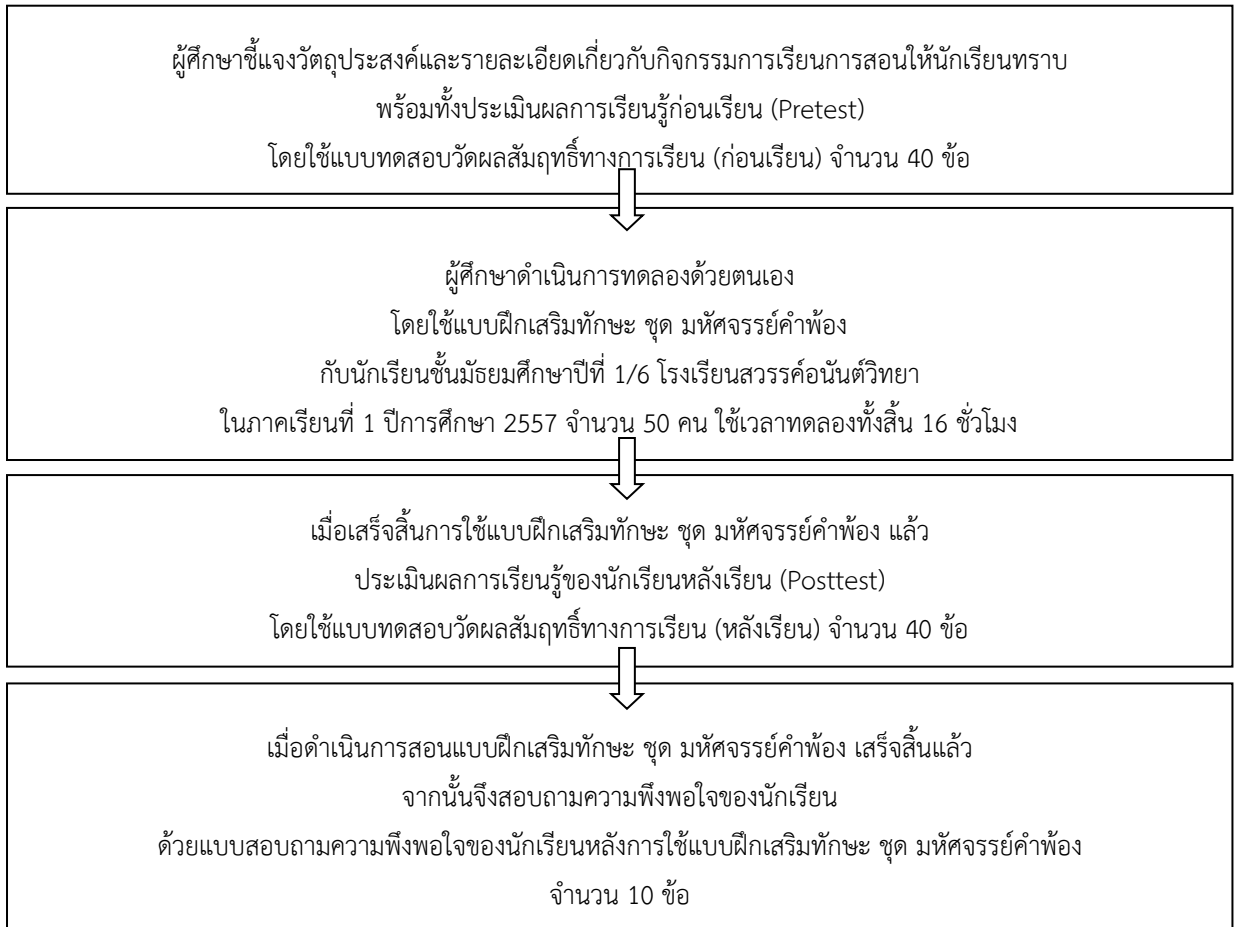 ผู้ศึกษาชี้แจงวัตถุประสงค์และรายละเอียดเกี่ยวกับกิจกรรมการเรียนการสอนให้นักเรียนทราบ
พร้อมทั้งประเมินผลการเรียนรู้ก่อนเรียน (Pretest)
โดยใช้แบบทดสอบวัดผลสัมฤทธิ์ทางการเรียน (ก่อนเรียน) จำนวน 40 ข้อ
ผู้ศึกษาดำเนินการทดลองด้วยตนเอง
โดยใช้แบบฝึกเสริมทักษะ ชุด มหัศจรรย์คำพ้อง
กับนักเรียนชั้นมัธยมศึกษาปีที่ 1/6 โรงเรียนสวรรค์อนันต์วิทยา
ในภาคเรียนที่ 1 ปีการศึกษา 2557 จำนวน 50 คน ใช้เวลาทดลองทั้งสิ้น 16 ชั่วโมง
เมื่อเสร็จสิ้นการใช้แบบฝึกเสริมทักษะ ชุด มหัศจรรย์คำพ้อง แล้ว
ประเมินผลการเรียนรู้ของนักเรียนหลังเรียน (Posttest)
โดยใช้แบบทดสอบวัดผลสัมฤทธิ์ทางการเรียน (หลังเรียน) จำนวน 40 ข้อ
เมื่อดำเนินการสอนแบบฝึกเสริมทักษะ ชุด มหัศจรรย์คำพ้อง เสร็จสิ้นแล้ว
จากนั้นจึงสอบถามความพึงพอใจของนักเรียน
ด้วยแบบสอบถามความพึงพอใจของนักเรียนหลังการใช้แบบฝึกเสริมทักษะ ชุด มหัศจรรย์คำพ้อง
จำนวน 10 ข้อ